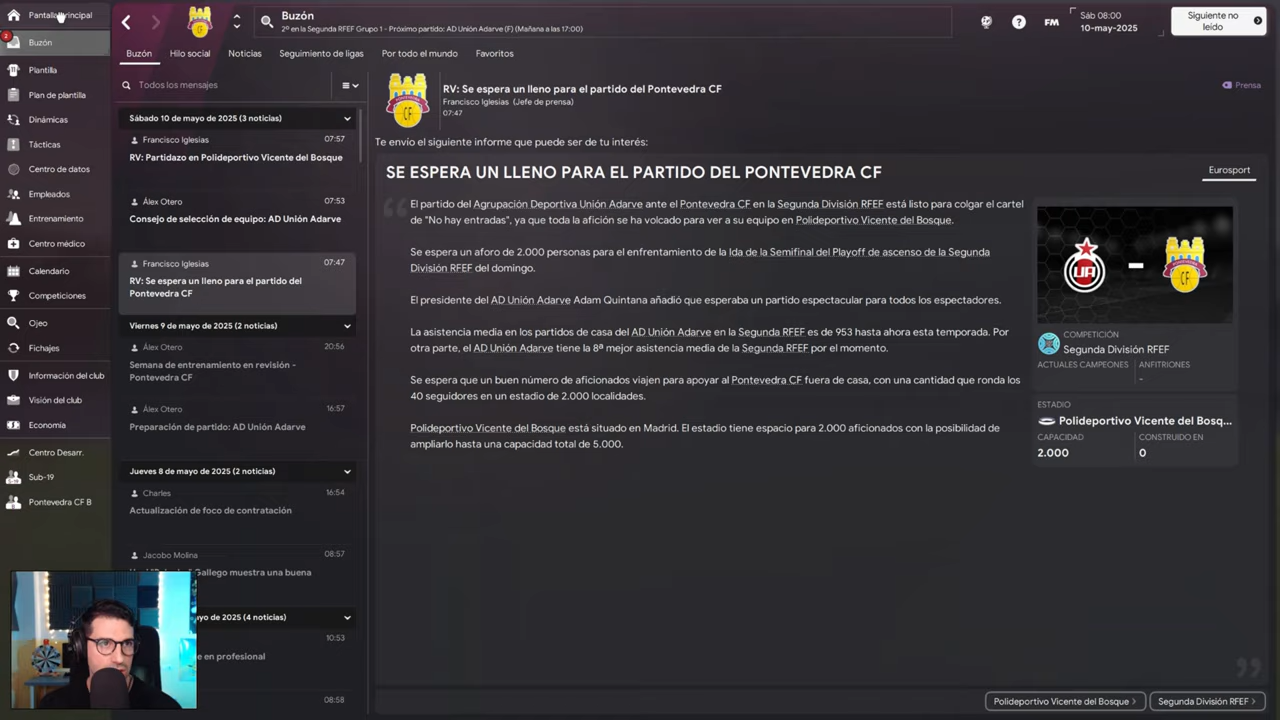 Pantalla Principal
2
Buzón
Plantilla
Plan de plantilla
Dinámicas
Tácticas
Centro de datos
Empleados
Entrenamiento
Centro médico
Calendario
Competiciones
Ojeo
Fichajes
Información del club
Visión del club
Economía
Centro Desarr.
Sub-19
Pontevedra CF B
Buzón
2º en la Segunda RFEF Grupo 1 - Próximo partido: AD Unión Adarve (F) (Mañana a las 17:00)
FM
Sáb 08:00
10-may-2025
Siguiente no
leído
Buzón
Hilo social
Noticias
Seguimiento de ligas
Por todo el mundo
Favoritos
Todos los mensajes
Sábado 10 de mayo de 2025 (3 noticias)
Francisco Iglesias 07:57
RV: Partidazo en Polideportivo Vicente del Bosque
Álex Otero 07:53
Consejo de selección de equipo: AD Unión Adarve
Francisco Iglesias 07:47
RV: Se espera un lleno para el partido del
Pontevedra CF
Viernes 9 de mayo de 2025 (2 noticias)
Álex Otero 20:56
Semana de entrenamiento en revisión -
Pontevedra CF
Álex Otero 16:57
Preparación de partido: AD Unión Adarve
Jueves 8 de mayo de 2025 (2 noticias)
Charles 16:54
Actualización de foco de contratación
Jacobo Molina 08:57
Gallego muestra una buena
ayo de 2025 (4 noticias)
10:53
e en profesional
08:58
RV: Se espera un lleno para el partido del Pontevedra CF
Francisco Iglesias (Jefe de prensa)
07:47
Prensa
Te envío el siguiente informe que puede ser de tu interés:
SE ESPERA UN LLENO PARA EL PARTIDO DEL PONTEVEDRA CF
Eurosport
El partido del Agrupación Deportiva Unión Adarve ante el Pontevedra CF en la Segunda División RFEF está listo para colgar el cartel
de "No hay entradas", ya que toda la afición se ha volcado para ver a su equipo en Polideportivo Vicente del Bosque.
Se espera un aforo de 2.000 personas para el enfrentamiento de la Ida de la Semifinal del Playoff de ascenso de la Segunda
División RFEF del domingo.
El presidente del AD Unión Adarve Adam Quintana añadió que esperaba un partido espectacular para todos los espectadores.
La asistencia media en los partidos de casa del AD Unión Adarve en la Segunda RFEF es de 953 hasta ahora esta temporada. Por
otra parte, el AD Unión Adarve tiene la 8ª mejor asistencia media de la Segunda RFEF por el momento.
Se espera que un buen número de aficionados viajen para apoyar al Pontevedra CF fuera de casa, con una cantidad que ronda los
40 seguidores en un estadio de 2.000 localidades.
Polideportivo Vicente del Bosque está situado en Madrid. El estadio tiene espacio para 2.000 aficionados con la posibilidad de
ampliarlo hasta una capacidad total de 5.000.
UA
CF
COMPETICIÓN
Segunda División RFEF
ACTUALES CAMPEONES
-
ANFITRIONES
-
ESTADIO
Polideportivo Vicente del Bosq...
CAPACIDAD
2.000
CONSTRUIDO EN
0
Polideportivo Vicente del Bosque
Segunda División RFEF